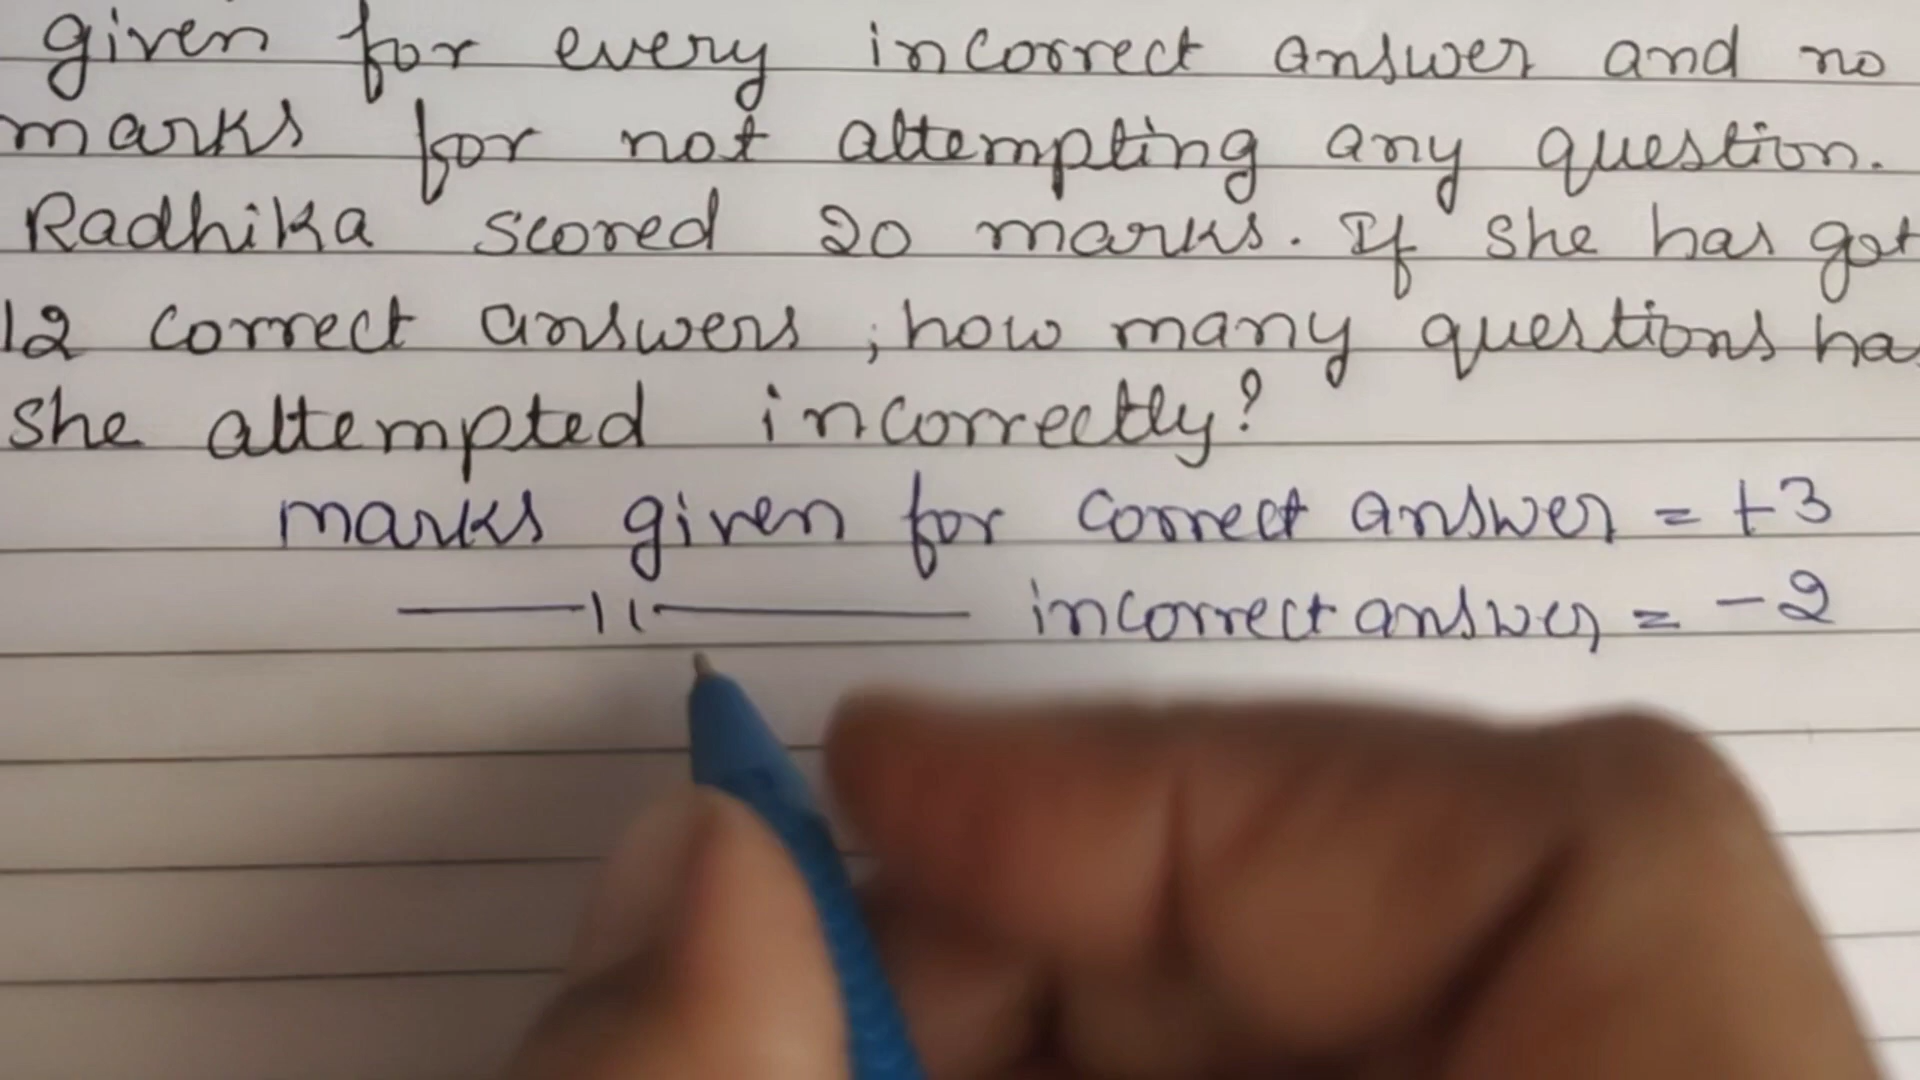 given for every incorrect answer and no
marks for not attempting any question.
Radhika scored 20 marks. If she has got
12 correct answers, how many questions ha
she attempted incorrectly?
marks given for correct answer = +3
—11— incorrect answer = -2